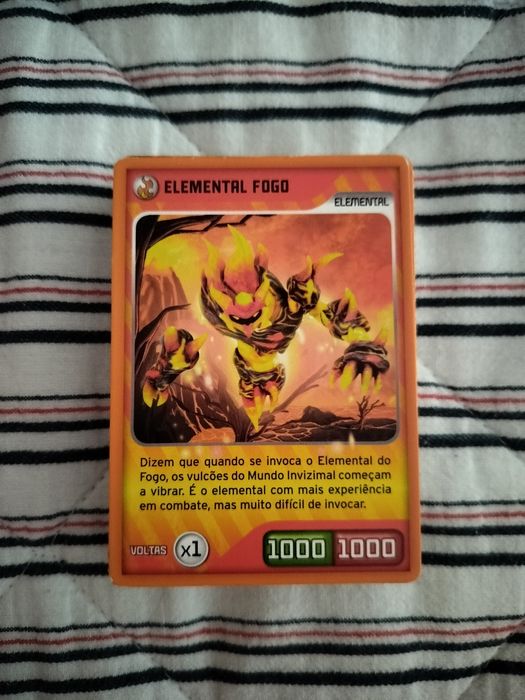 ELEMENTAL FOGO
ELEMENTAL
Dizem que quando se invoca o Elemental do
Fogo, os vulcões do Mundo Invizimal começam
a vibrar. É o elemental com mais experiência
em combate, mas muito difícil de invocar.
VOLTAS x1 1000 1000